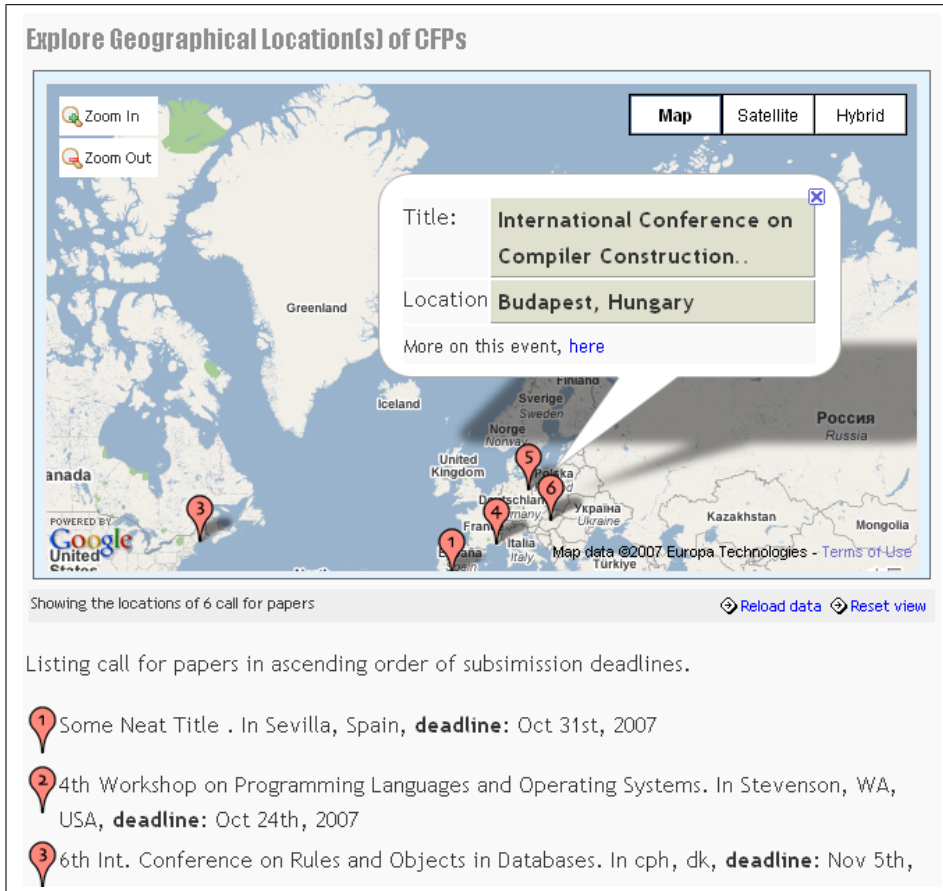 Explore Geographical Location(s) of CFPs
Zoom In
Zoom Out
Map
Satellite
Hybrid
Title:
International Conference on
Compiler Construction..
Location
Budapest, Hungary
More on this event, here
Greenland
Iceland
Finland
Sverige
Sweden
Norge
Norway
Россия
Russia
United
Kingdom
5
6
3
4
1
anada
Україна
Ukraine
Kazakhstan
Mongolia
Italia
Italy
POWERED BY
Google
United
States
Map data ©2007 Europa Technologies - Terms of Use
Türkiye
Showing the locations of 6 call for papers
Reload data
Reset view
Listing call for papers in ascending order of subsimission deadlines.
1 Some Neat Title . In Sevilla, Spain, deadline: Oct 31st, 2007
2 4th Workshop on Programming Languages and Operating Systems. In Stevenson, WA,
USA, deadline: Oct 24th, 2007
3 6th Int. Conference on Rules and Objects in Databases. In cph, dk, deadline: Nov 5th,